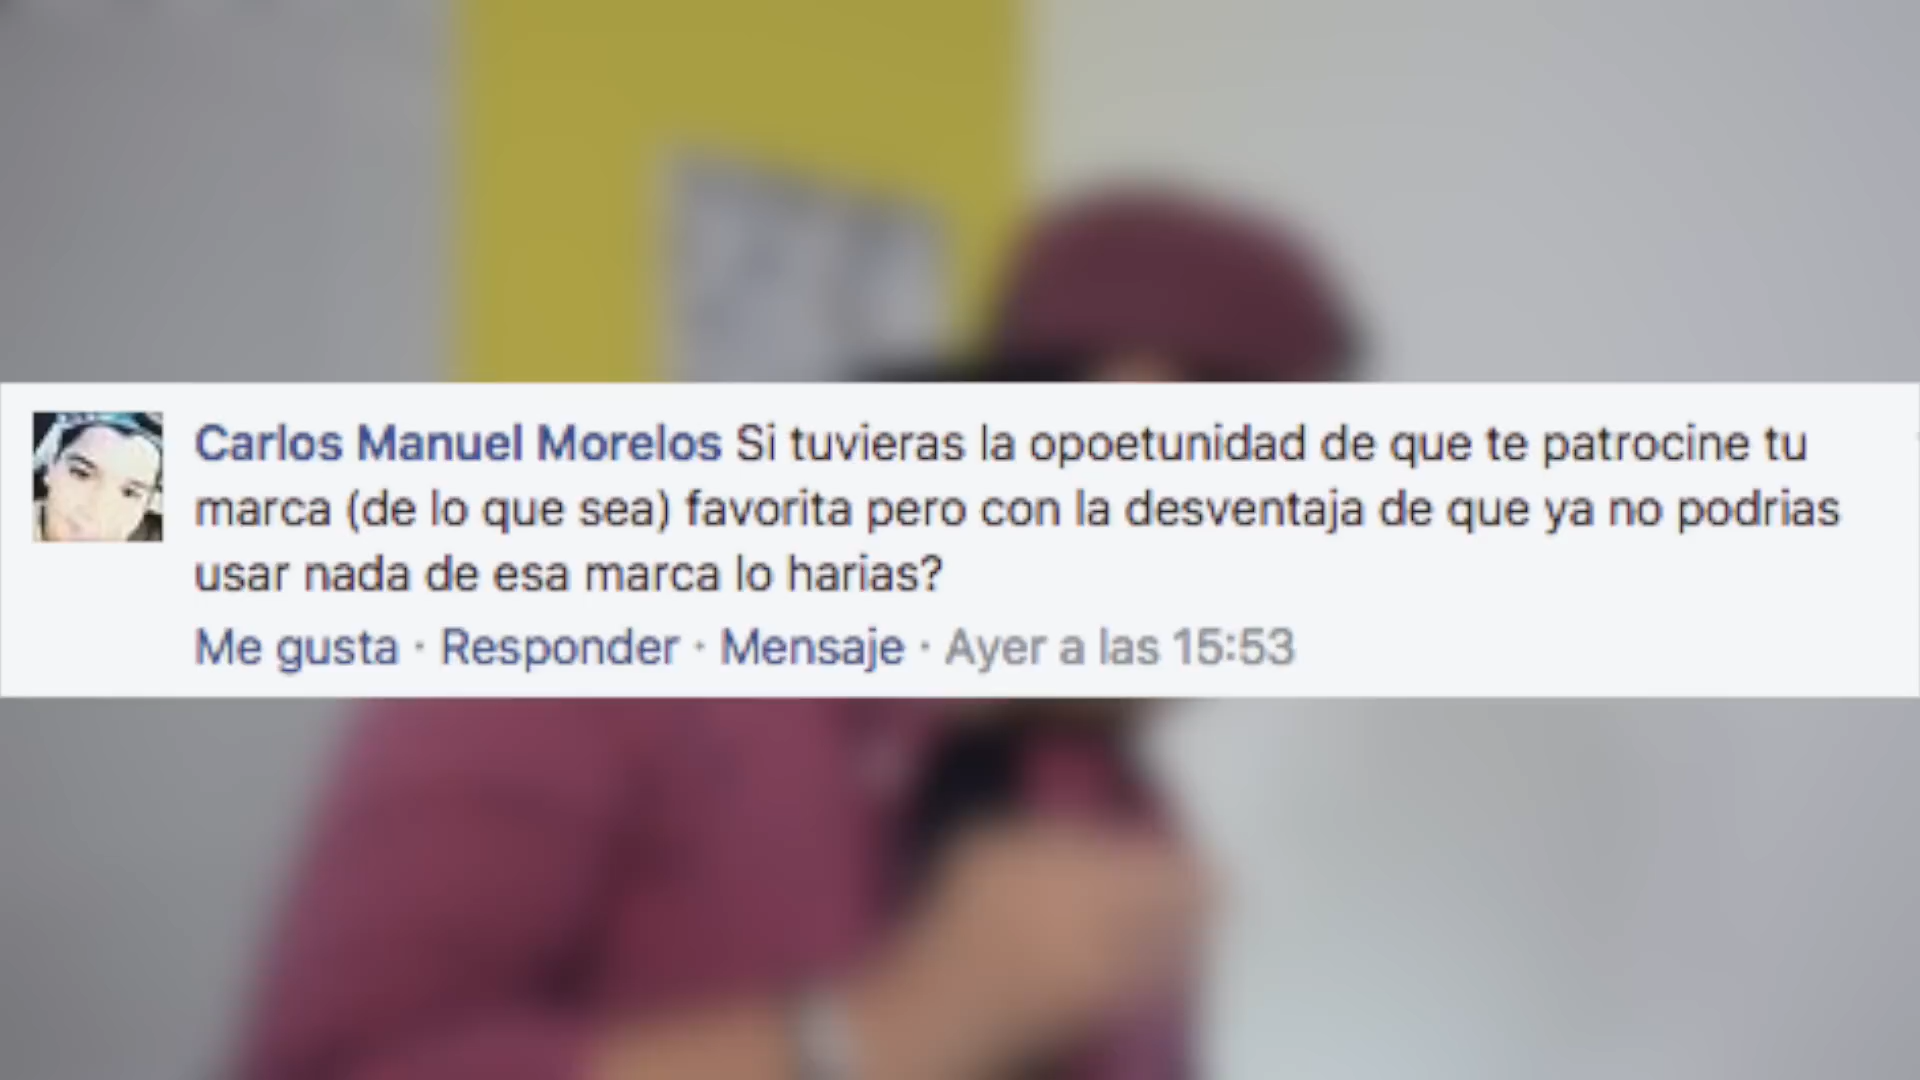 Carlos Manuel Morelos Si tuvieras la opoetunidad de que te patrocine tu
marca (de lo que sea) favorita pero con la desventaja de que ya no podrias
usar nada de esa marca lo harias?
Me gusta · Responder · Mensaje · Ayer a las 15:53